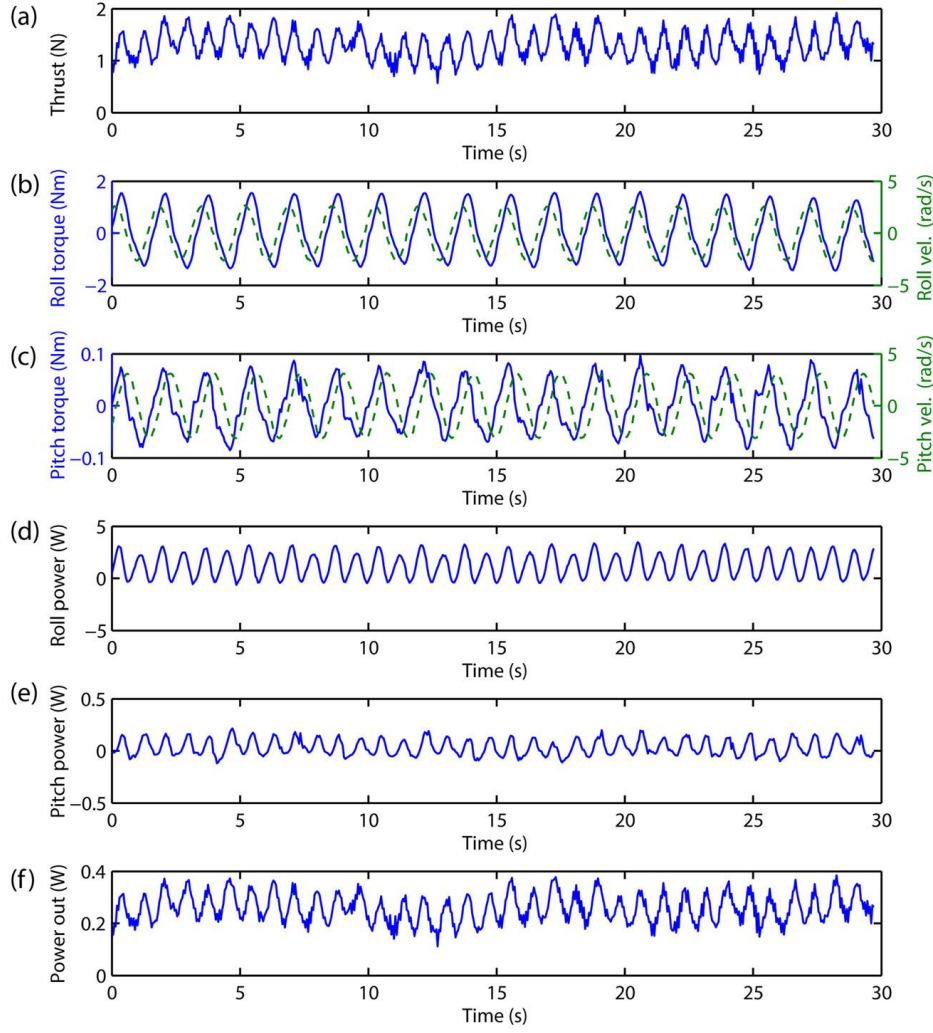 (a)
Thrust (N)
2
1
0
0 5 10 15 20 25 30
Time (s)
(b)
Roll torque (Nm)
2
0
−2
5
0
−5
Roll vel. (rad/s)
0 5 10 15 20 25 30
Time (s)
(c)
Pitch torque (Nm)
0.1
0
−0.1
5
0
−5
Pitch vel. (rad/s)
0 5 10 15 20 25 30
Time (s)
(d)
Roll power (W)
5
0
−5
0 5 10 15 20 25 30
Time (s)
(e)
Pitch power (W)
0.5
0
−0.5
0 5 10 15 20 25 30
Time (s)
(f)
Power out (W)
0.4
0.2
0
0 5 10 15 20 25 30
Time (s)